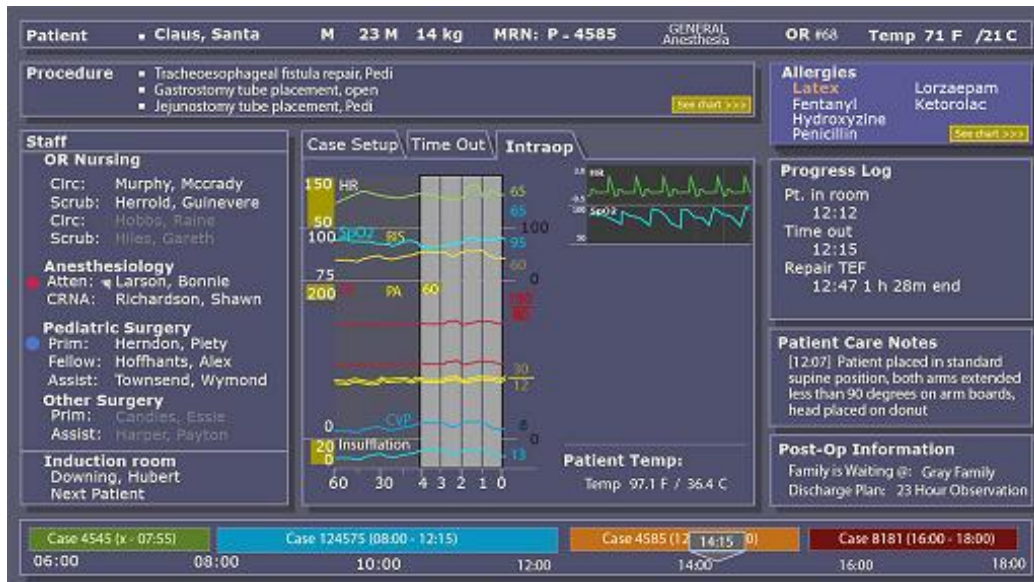 Patient ▪ Claus, Santa M 23 M 14 kg MRN: P - 4585 GENERAL Anesthesia OR #68 Temp 71 F /21 C
Procedure ▪ Tracheoesophageal fistula repair, Pedi
▪ Gastrostomy tube placement, open
▪ Jejunostomy tube placement, Pedi
See chart >>>
Allergies
Latex Lorzaepam
Fentanyl Ketorolac
Hydroxyzine
Penicillin See chart >>>
Staff
OR Nursing
Circ: Murphy, Mccrady
Scrub: Herrold, Guinevere
Circ: Hobbs, Raine
Scrub: Hiles, Gareth
Anesthesiology
Atten: Larson, Bonnie
CRNA: Richardson, Shawn
Pediatric Surgery
Prim: Herndon, Piety
Fellow: Hoffhants, Alex
Assist: Townsend, Wymond
Other Surgery
Prim: Candies, Essie
Assist: Harper, Payton
Induction room
Downing, Hubert
Next Patient
Case Setup Time Out Intraop
150 HR 65
65
50 100
100 SpO2 BIS 95
60
75 0
200 PA 60
30
12
0 CVP 8
0
20 Insufflation
0 13
60 30 4 3 2 1 0
HR
SpO2
Patient Temp:
Temp 97.1 F / 36.4 C
Progress Log
Pt. in room
12:12
Time out
12:15
Repair TEF
12:47 1 h 28m end
Patient Care Notes
[12:07] Patient placed in standard
supine position, both arms extended
less than 90 degrees on arm boards,
head placed on donut
Post-Op Information
Family is Waiting @: Gray Family
Discharge Plan: 23 Hour Observation
Case 4545 (x - 07:55) Case 124575 (08:00 - 12:15) Case 4585 (12 14:15 0) Case 8181 (16:00 - 18:00)
06:00 08:00 10:00 12:00 14:00 16:00 18:00